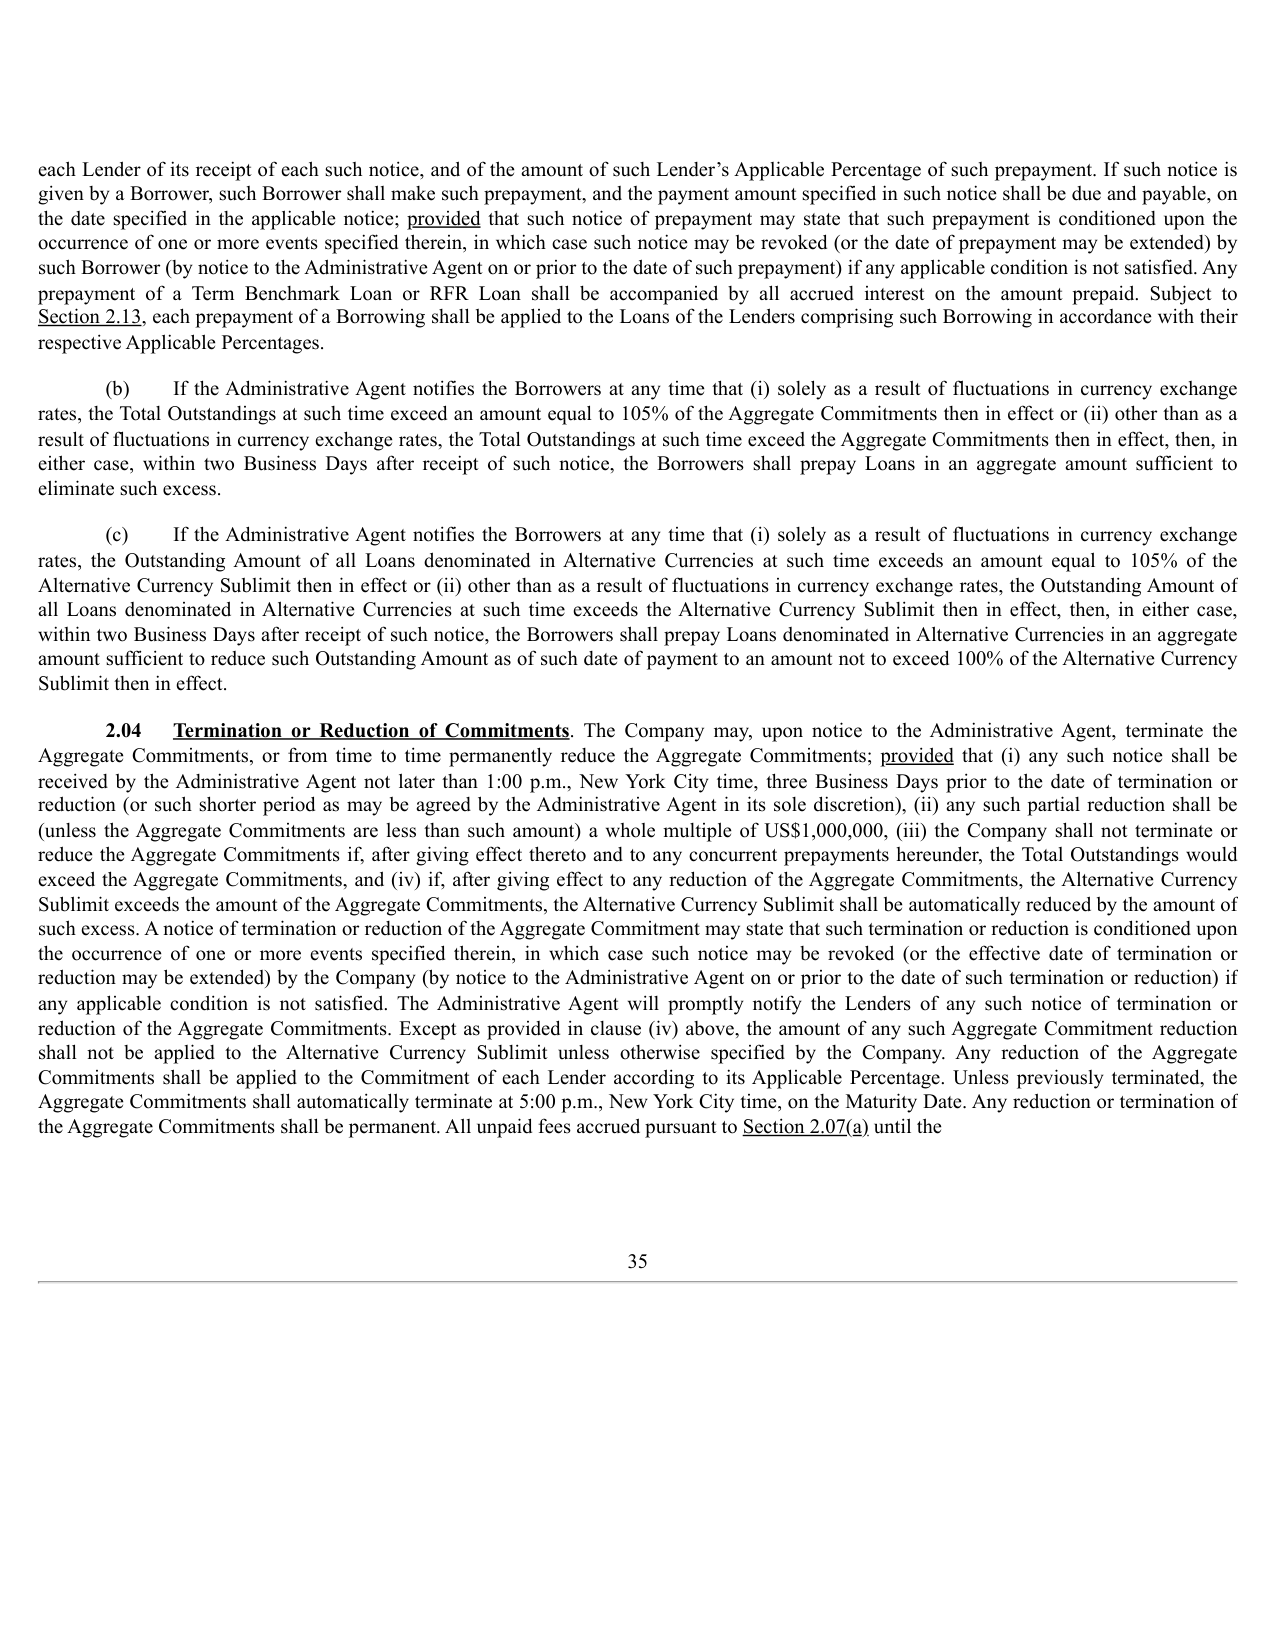 each Lender of its receipt of each such notice, and of the amount of such Lender’s Applicable Percentage of such prepayment. If such notice is
given by a Borrower, such Borrower shall make such prepayment, and the payment amount specified in such notice shall be due and payable, on
the date specified in the applicable notice; provided that such notice of prepayment may state that such prepayment is conditioned upon the
occurrence of one or more events specified therein, in which case such notice may be revoked (or the date of prepayment may be extended) by
such Borrower (by notice to the Administrative Agent on or prior to the date of such prepayment) if any applicable condition is not satisfied. Any
prepayment of a Term Benchmark Loan or RFR Loan shall be accompanied by all accrued interest on the amount prepaid. Subject to
Section 2.13, each prepayment of a Borrowing shall be applied to the Loans of the Lenders comprising such Borrowing in accordance with their
respective Applicable Percentages.
(b) If the Administrative Agent notifies the Borrowers at any time that (i) solely as a result of fluctuations in currency exchange
rates, the Total Outstandings at such time exceed an amount equal to 105% of the Aggregate Commitments then in effect or (ii) other than as a
result of fluctuations in currency exchange rates, the Total Outstandings at such time exceed the Aggregate Commitments then in effect, then, in
either case, within two Business Days after receipt of such notice, the Borrowers shall prepay Loans in an aggregate amount sufficient to
eliminate such excess.
(c) If the Administrative Agent notifies the Borrowers at any time that (i) solely as a result of fluctuations in currency exchange
rates, the Outstanding Amount of all Loans denominated in Alternative Currencies at such time exceeds an amount equal to 105% of the
Alternative Currency Sublimit then in effect or (ii) other than as a result of fluctuations in currency exchange rates, the Outstanding Amount of
all Loans denominated in Alternative Currencies at such time exceeds the Alternative Currency Sublimit then in effect, then, in either case,
within two Business Days after receipt of such notice, the Borrowers shall prepay Loans denominated in Alternative Currencies in an aggregate
amount sufficient to reduce such Outstanding Amount as of such date of payment to an amount not to exceed 100% of the Alternative Currency
Sublimit then in effect.
2.04 Termination or Reduction of Commitments. The Company may, upon notice to the Administrative Agent, terminate the
Aggregate Commitments, or from time to time permanently reduce the Aggregate Commitments; provided that (i) any such notice shall be
received by the Administrative Agent not later than 1:00 p.m., New York City time, three Business Days prior to the date of termination or
reduction (or such shorter period as may be agreed by the Administrative Agent in its sole discretion), (ii) any such partial reduction shall be
(unless the Aggregate Commitments are less than such amount) a whole multiple of US$1,000,000, (iii) the Company shall not terminate or
reduce the Aggregate Commitments if, after giving effect thereto and to any concurrent prepayments hereunder, the Total Outstandings would
exceed the Aggregate Commitments, and (iv) if, after giving effect to any reduction of the Aggregate Commitments, the Alternative Currency
Sublimit exceeds the amount of the Aggregate Commitments, the Alternative Currency Sublimit shall be automatically reduced by the amount of
such excess. A notice of termination or reduction of the Aggregate Commitment may state that such termination or reduction is conditioned upon
the occurrence of one or more events specified therein, in which case such notice may be revoked (or the effective date of termination or
reduction may be extended) by the Company (by notice to the Administrative Agent on or prior to the date of such termination or reduction) if
any applicable condition is not satisfied. The Administrative Agent will promptly notify the Lenders of any such notice of termination or
reduction of the Aggregate Commitments. Except as provided in clause (iv) above, the amount of any such Aggregate Commitment reduction
shall not be applied to the Alternative Currency Sublimit unless otherwise specified by the Company. Any reduction of the Aggregate
Commitments shall be applied to the Commitment of each Lender according to its Applicable Percentage. Unless previously terminated, the
Aggregate Commitments shall automatically terminate at 5:00 p.m., New York City time, on the Maturity Date. Any reduction or termination of
the Aggregate Commitments shall be permanent. All unpaid fees accrued pursuant to Section 2.07(a) until the
35